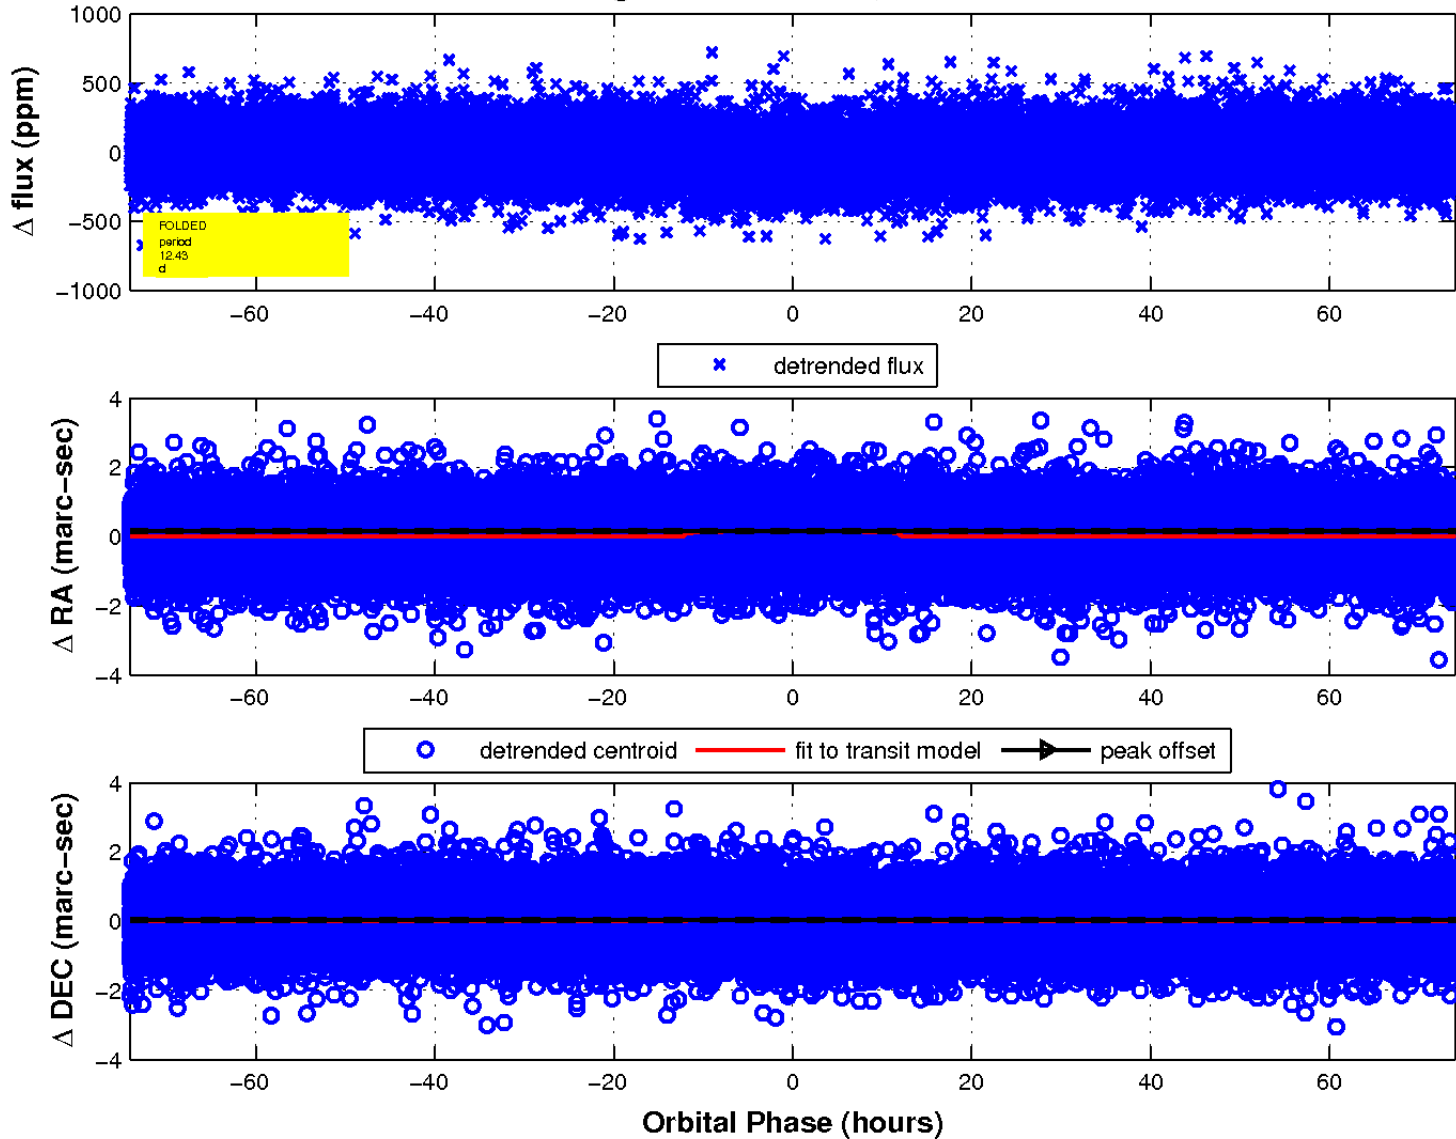 1000
500
0
−500
−1000
Δ flux (ppm)
FOLDED
period
12.43
d
−60 −40 −20 0 20 40 60
detrended flux
4
2
0
−2
−4
Δ RA (marc−sec)
−60 −40 −20 0 20 40 60
detrended centroid fit to transit model peak offset
4
2
0
−2
−4
Δ DEC (marc−sec)
−60 −40 −20 0 20 40 60
Orbital Phase (hours)